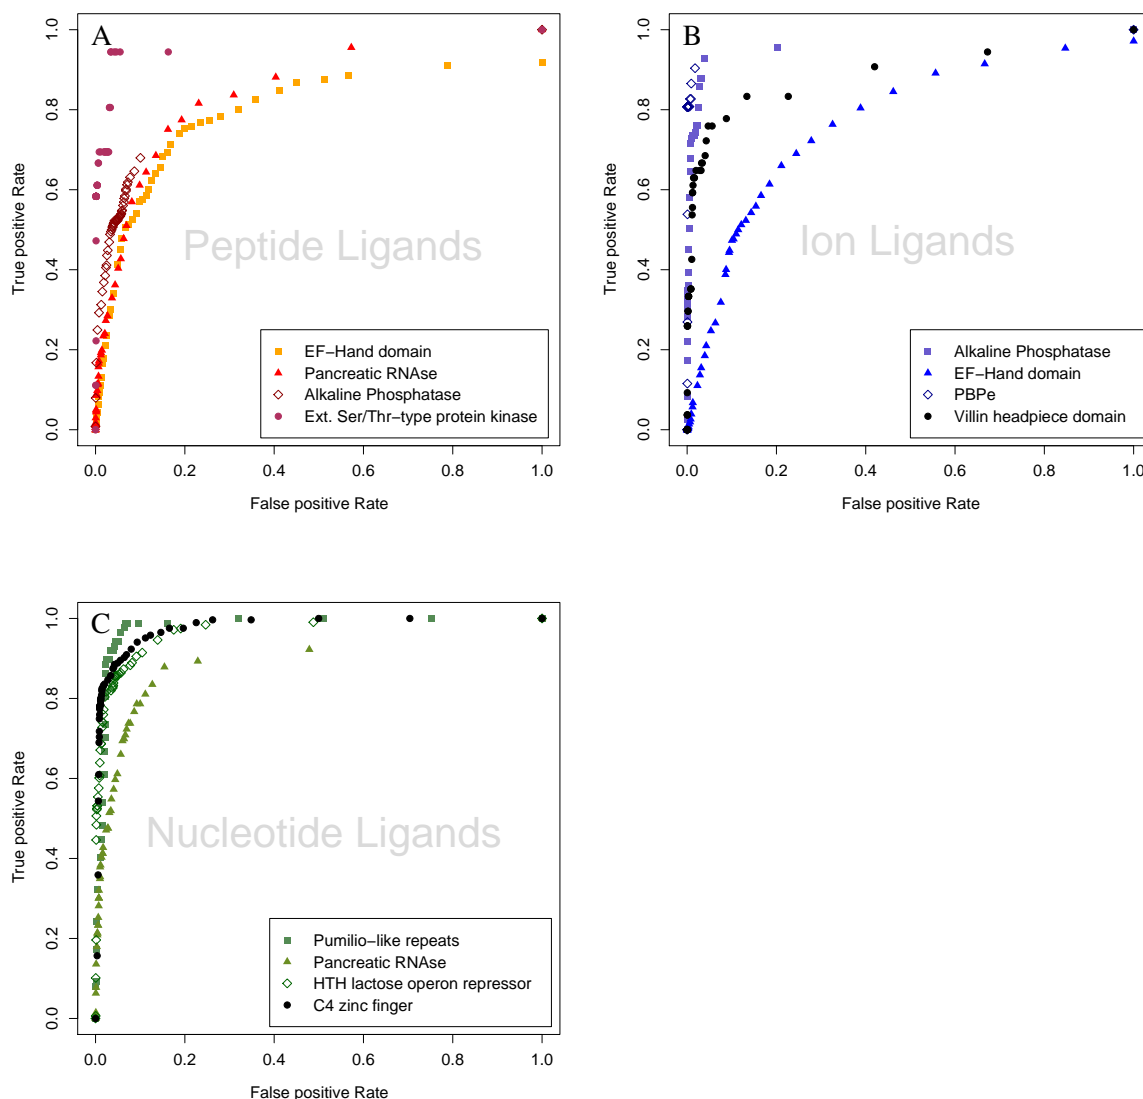 A
True positive Rate
1.0
0.8
0.6
0.4
0.2
0.0
Peptide Ligands
EF−Hand domain
Pancreatic RNAse
Alkaline Phosphatase
Ext. Ser/Thr−type protein kinase
0.0 0.2 0.4 0.6 0.8 1.0
False positive Rate
B
True positive Rate
1.0
0.8
0.6
0.4
0.2
0.0
Ion Ligands
Alkaline Phosphatase
EF−Hand domain
PBPe
Villin headpiece domain
0.0 0.2 0.4 0.6 0.8 1.0
False positive Rate
C
True positive Rate
1.0
0.8
0.6
0.4
0.2
0.0
Nucleotide Ligands
Pumilio−like repeats
Pancreatic RNAse
HTH lactose operon repressor
C4 zinc finger
0.0 0.2 0.4 0.6 0.8 1.0
False positive Rate